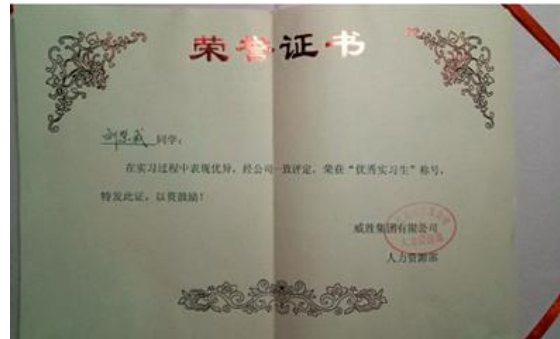 荣誉证书
同学：
在实习过程中表现优异，经公司一致评定，荣获“优秀实习生”称号，
特发此证，以资鼓励！
威胜集团有限公司
人力资源部